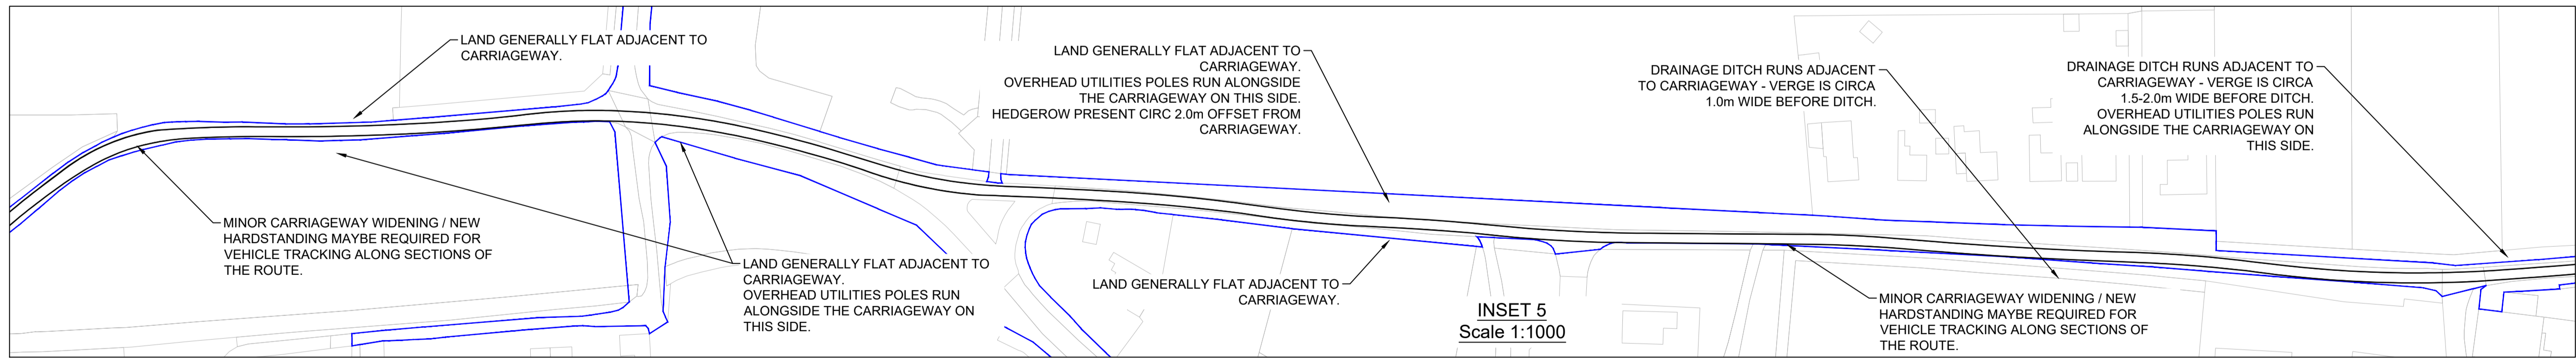 LAND GENERALLY FLAT ADJACENT TO
CARRIAGEWAY.
LAND GENERALLY FLAT ADJACENT TO
CARRIAGEWAY.
OVERHEAD UTILITIES POLES RUN ALONGSIDE
THE CARRIAGEWAY ON THIS SIDE.
HEDGEROW PRESENT CIRC 2.0m OFFSET FROM
CARRIAGEWAY.
DRAINAGE DITCH RUNS ADJACENT
TO CARRIAGEWAY - VERGE IS CIRCA
1.0m WIDE BEFORE DITCH.
DRAINAGE DITCH RUNS ADJACENT TO
CARRIAGEWAY - VERGE IS CIRCA
1.5-2.0m WIDE BEFORE DITCH.
OVERHEAD UTILITIES POLES RUN
ALONGSIDE THE CARRIAGEWAY ON
THIS SIDE.
MINOR CARRIAGEWAY WIDENING / NEW
HARDSTANDING MAYBE REQUIRED FOR
VEHICLE TRACKING ALONG SECTIONS OF
THE ROUTE.
LAND GENERALLY FLAT ADJACENT TO
CARRIAGEWAY.
OVERHEAD UTILITIES POLES RUN
ALONGSIDE THE CARRIAGEWAY ON
THIS SIDE.
LAND GENERALLY FLAT ADJACENT TO
CARRIAGEWAY.
INSET 5
Scale 1:1000
MINOR CARRIAGEWAY WIDENING / NEW
HARDSTANDING MAYBE REQUIRED FOR
VEHICLE TRACKING ALONG SECTIONS OF
THE ROUTE.